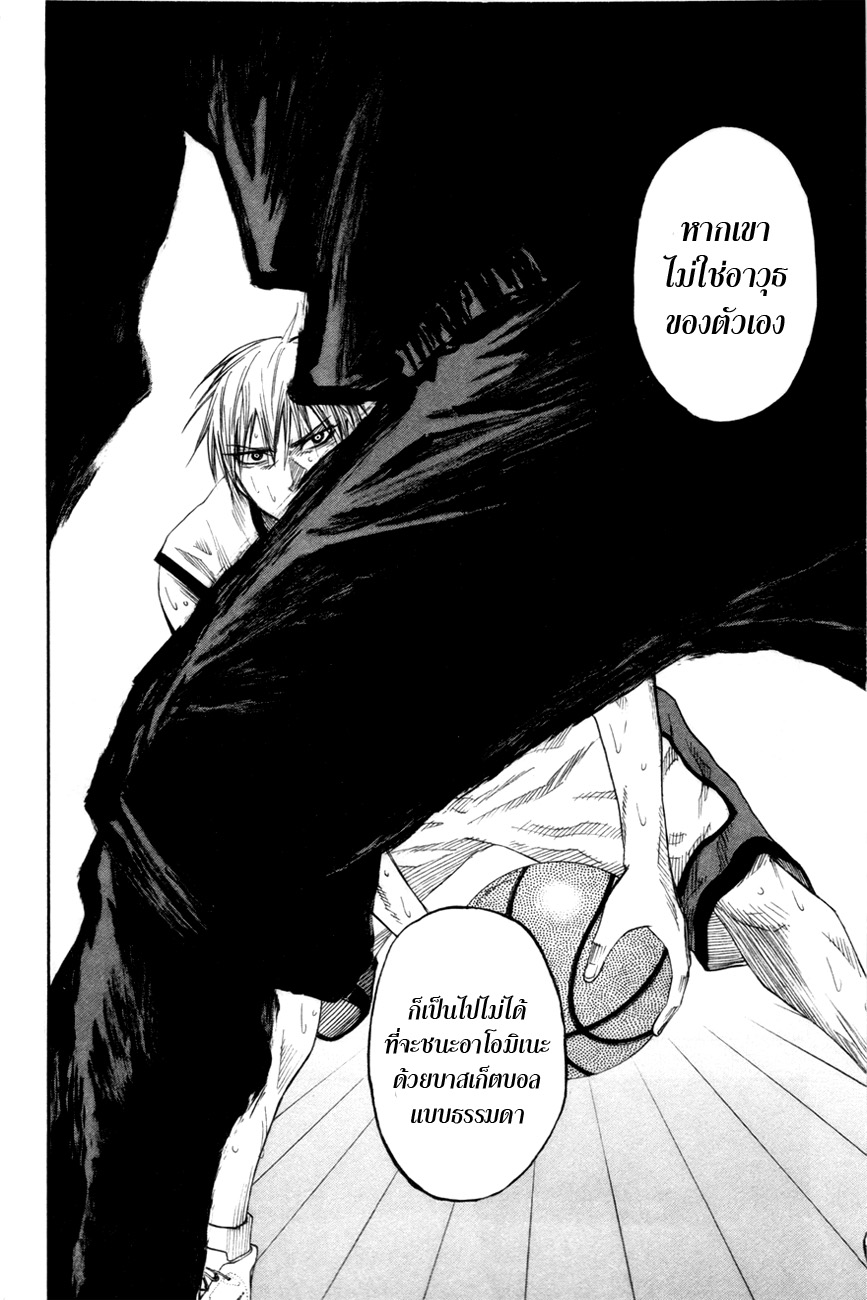 หากเขา
ไม่ใช่อาวุธ
ของตัวเอง
ก็เป็นไปไม่ได้
ที่จะชนะอาโอมิเนะ
ด้วยบาสเก็ตบอล
แบบธรรมดา